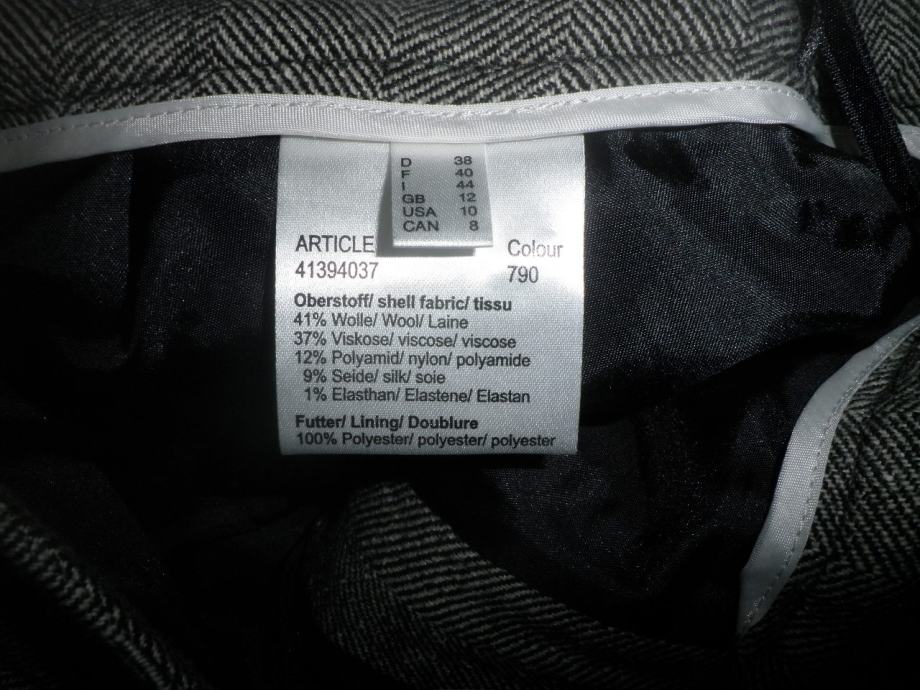 D 38
F 40
I 44
GB 12
USA 10
CAN 8
ARTICLE Colour
41394037 790
Oberstoff/ shell fabric/ tissu
41% Wolle/ Wool/ Laine
37% Viskose/ viscose/ viscose
12% Polyamid/ nylon/ polyamide
9% Seide/ silk/ soie
1% Elasthan/ Elastene/ Elastan
Futter/ Lining/ Doublure
100% Polyester/ polyester/ polyester